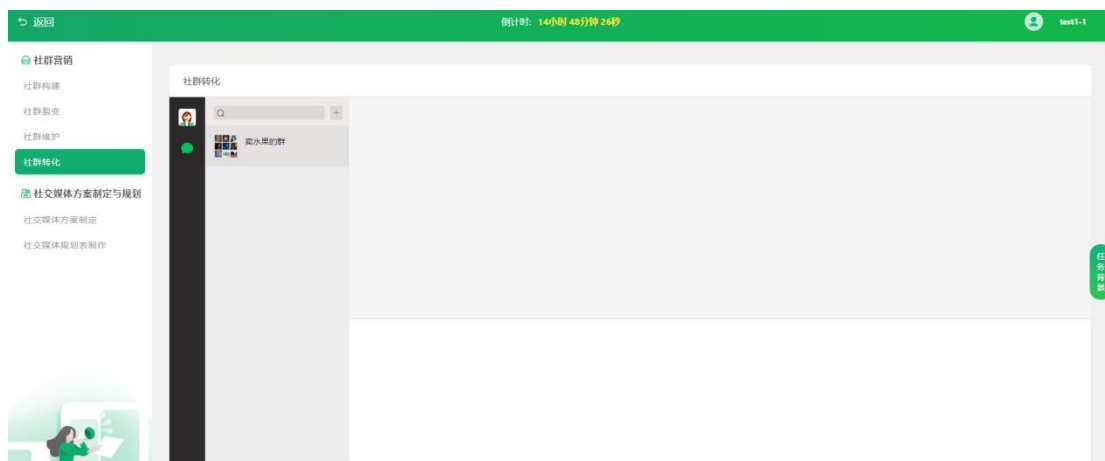 返回
倒计时: 14小时 48分钟 26秒
test1-1
社群营销
社群构建
社群裂变
社群维护
社群转化
社交媒体方案制定与规划
社交媒体方案制定
社交媒体规划表制作
社群转化
卖水果的群
任务背景